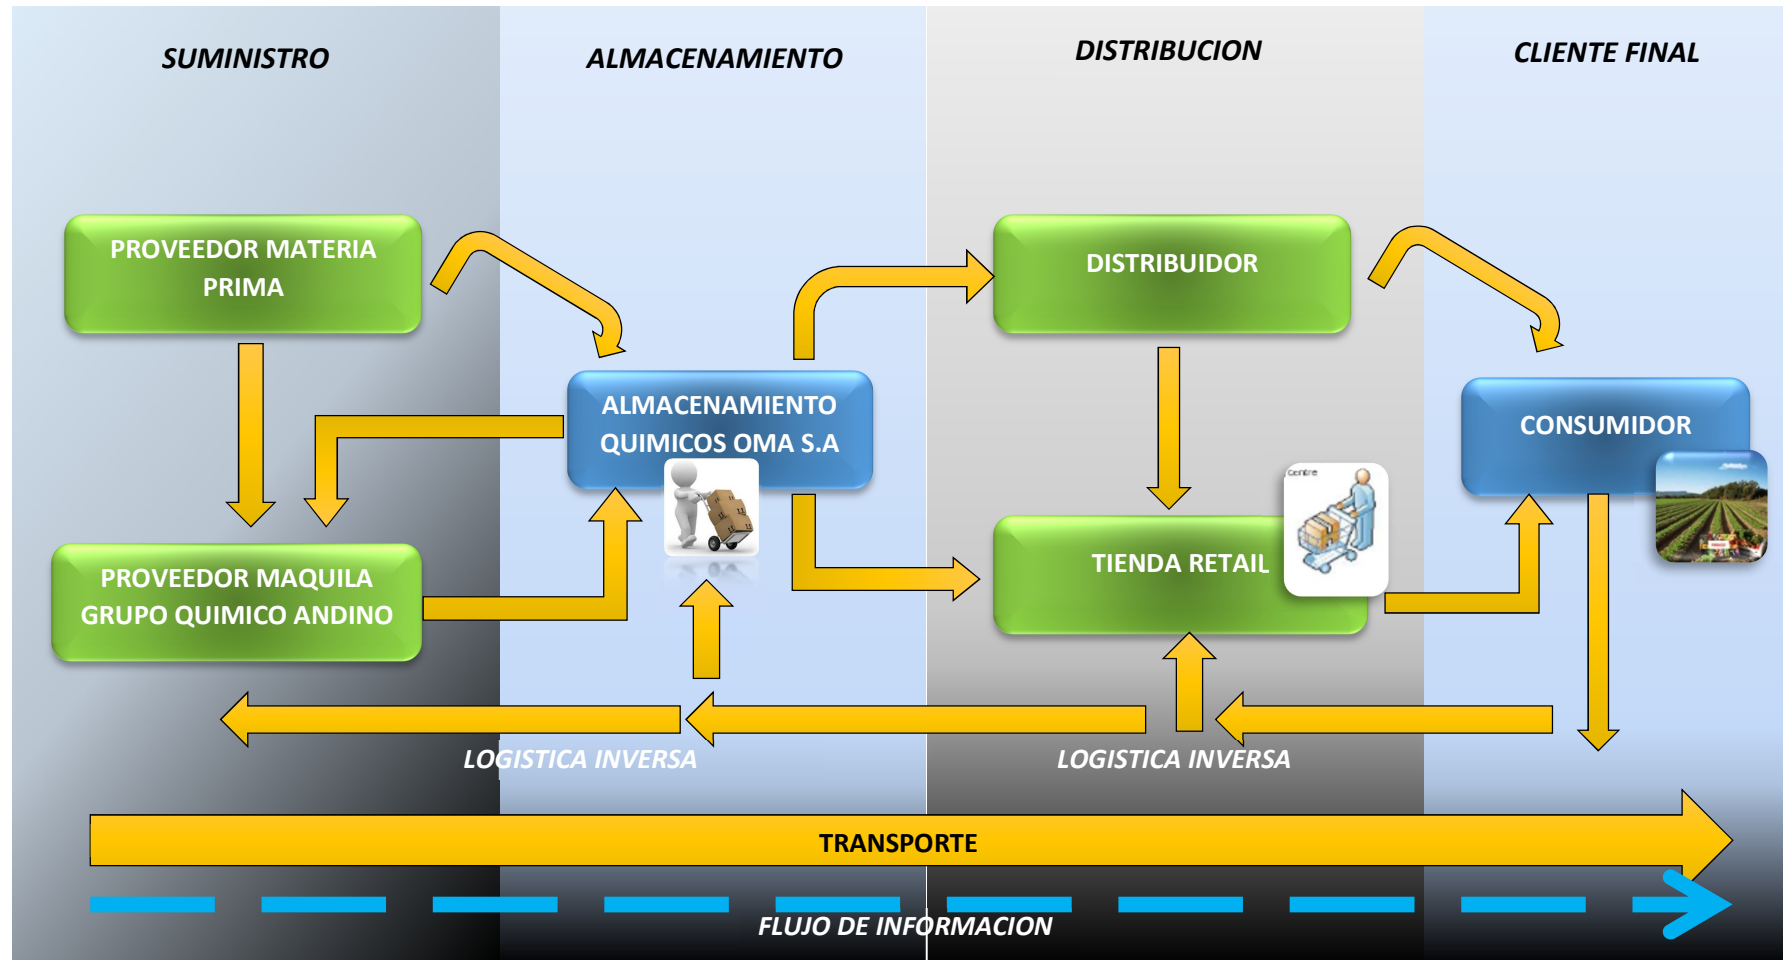 SUMINISTRO
ALMACENAMIENTO
DISTRIBUCION
CLIENTE FINAL
PROVEEDOR MATERIA
PRIMA
DISTRIBUIDOR
ALMACENAMIENTO
QUIMICOS OMA S.A
CONSUMIDOR
Centre
PROVEEDOR MAQUILA
GRUPO QUIMICO ANDINO
TIENDA RETAIL
LOGISTICA INVERSA
LOGISTICA INVERSA
TRANSPORTE
FLUJO DE INFORMACION